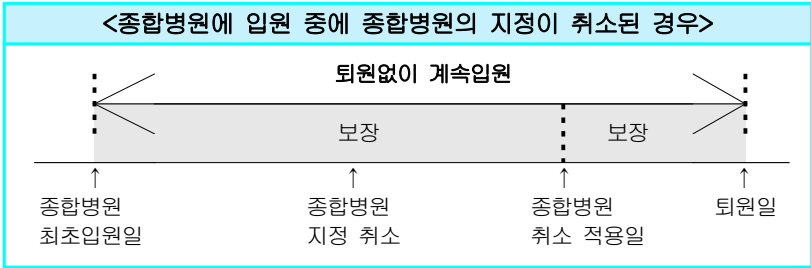 <종합병원에 입원 중에 종합병원의 지정이 취소된 경우>
퇴원없이 계속입원
보장 보장
↑ ↑ ↑ ↑
종합병원 종합병원 종합병원 퇴원일
최초입원일 지정 취소 취소 적용일